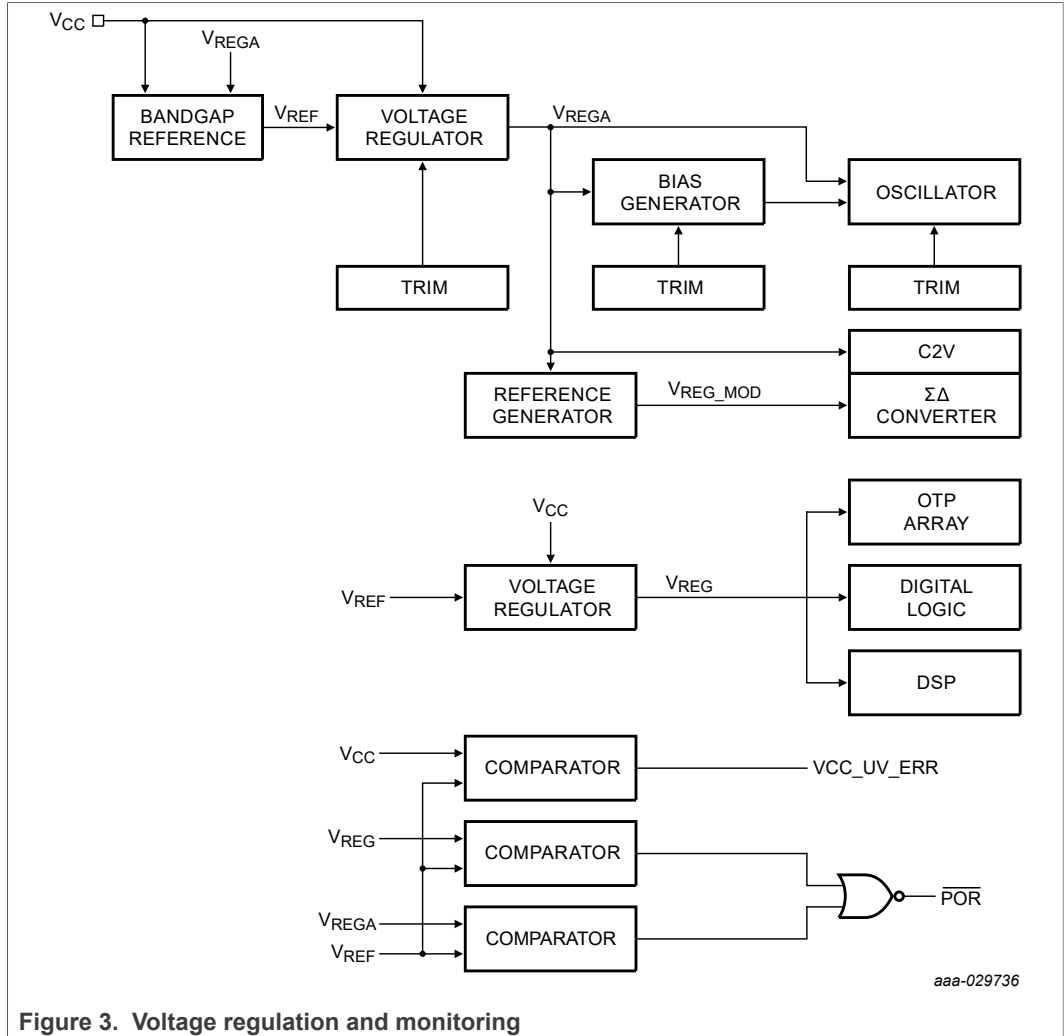 VCC
VREGA
BANDGAP
REFERENCE
VREF
VOLTAGE
REGULATOR
VREGA
BIAS
GENERATOR
OSCILLATOR
TRIM
TRIM
TRIM
C2V
REFERENCE
GENERATOR
VREG_MOD
ΣΔ
CONVERTER
VCC
OTP
ARRAY
VREF
VOLTAGE
REGULATOR
VREG
DIGITAL
LOGIC
DSP
VCC
COMPARATOR
VCC_UV_ERR
VREG
COMPARATOR
POR
VREGA
VREF
COMPARATOR
aaa-029736
Figure 3. Voltage regulation and monitoring